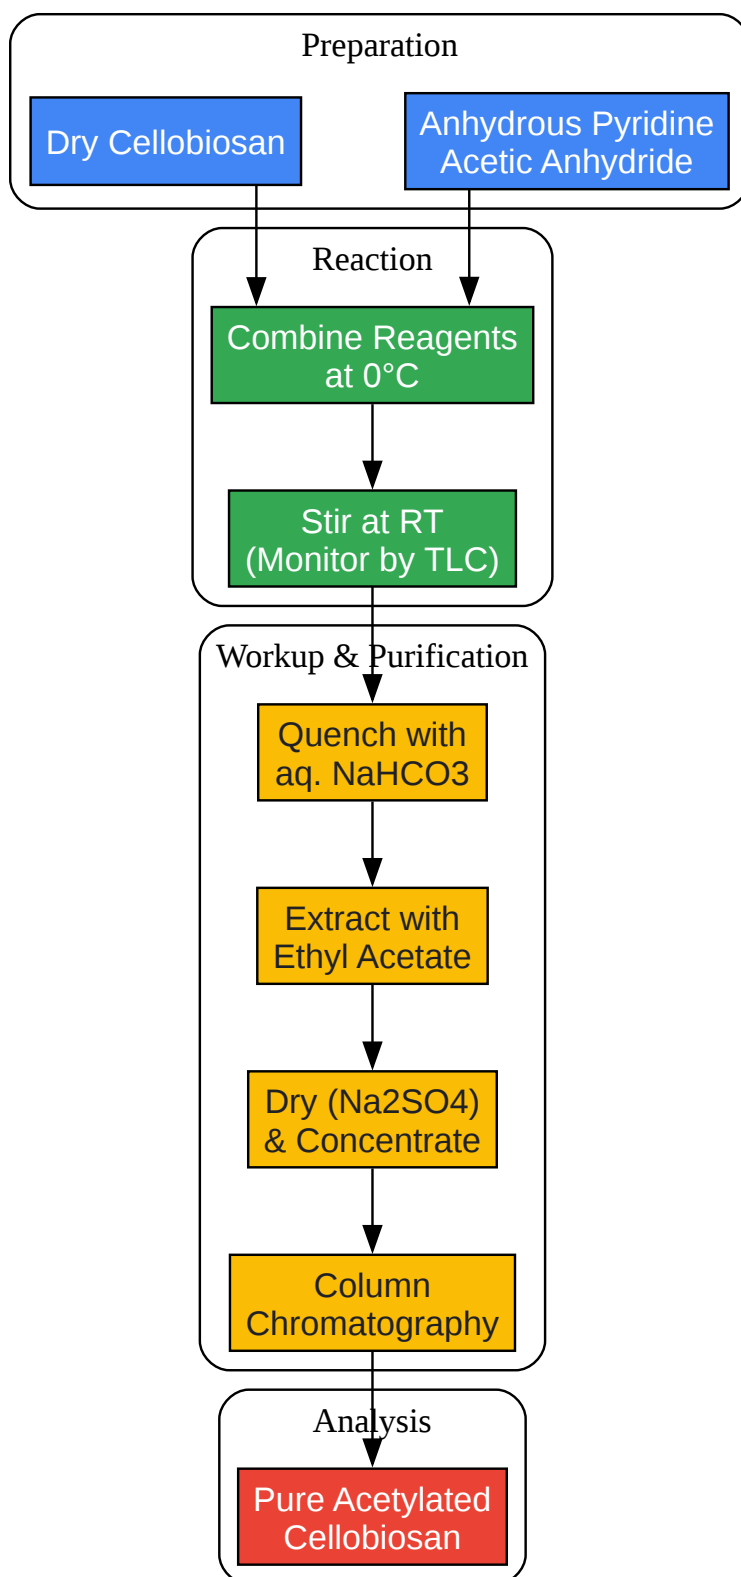 Preparation
Dry Cellobiosan
Anhydrous Pyridine
Acetic Anhydride
Reaction
Combine Reagents
at 0°C
Stir at RT
(Monitor by TLC)
Workup & Purification
Quench with
aq. NaHCO3
Extract with
Ethyl Acetate
Dry (Na2SO4)
& Concentrate
Column
Chromatography
Analysis
Pure Acetylated
Cellobiosan